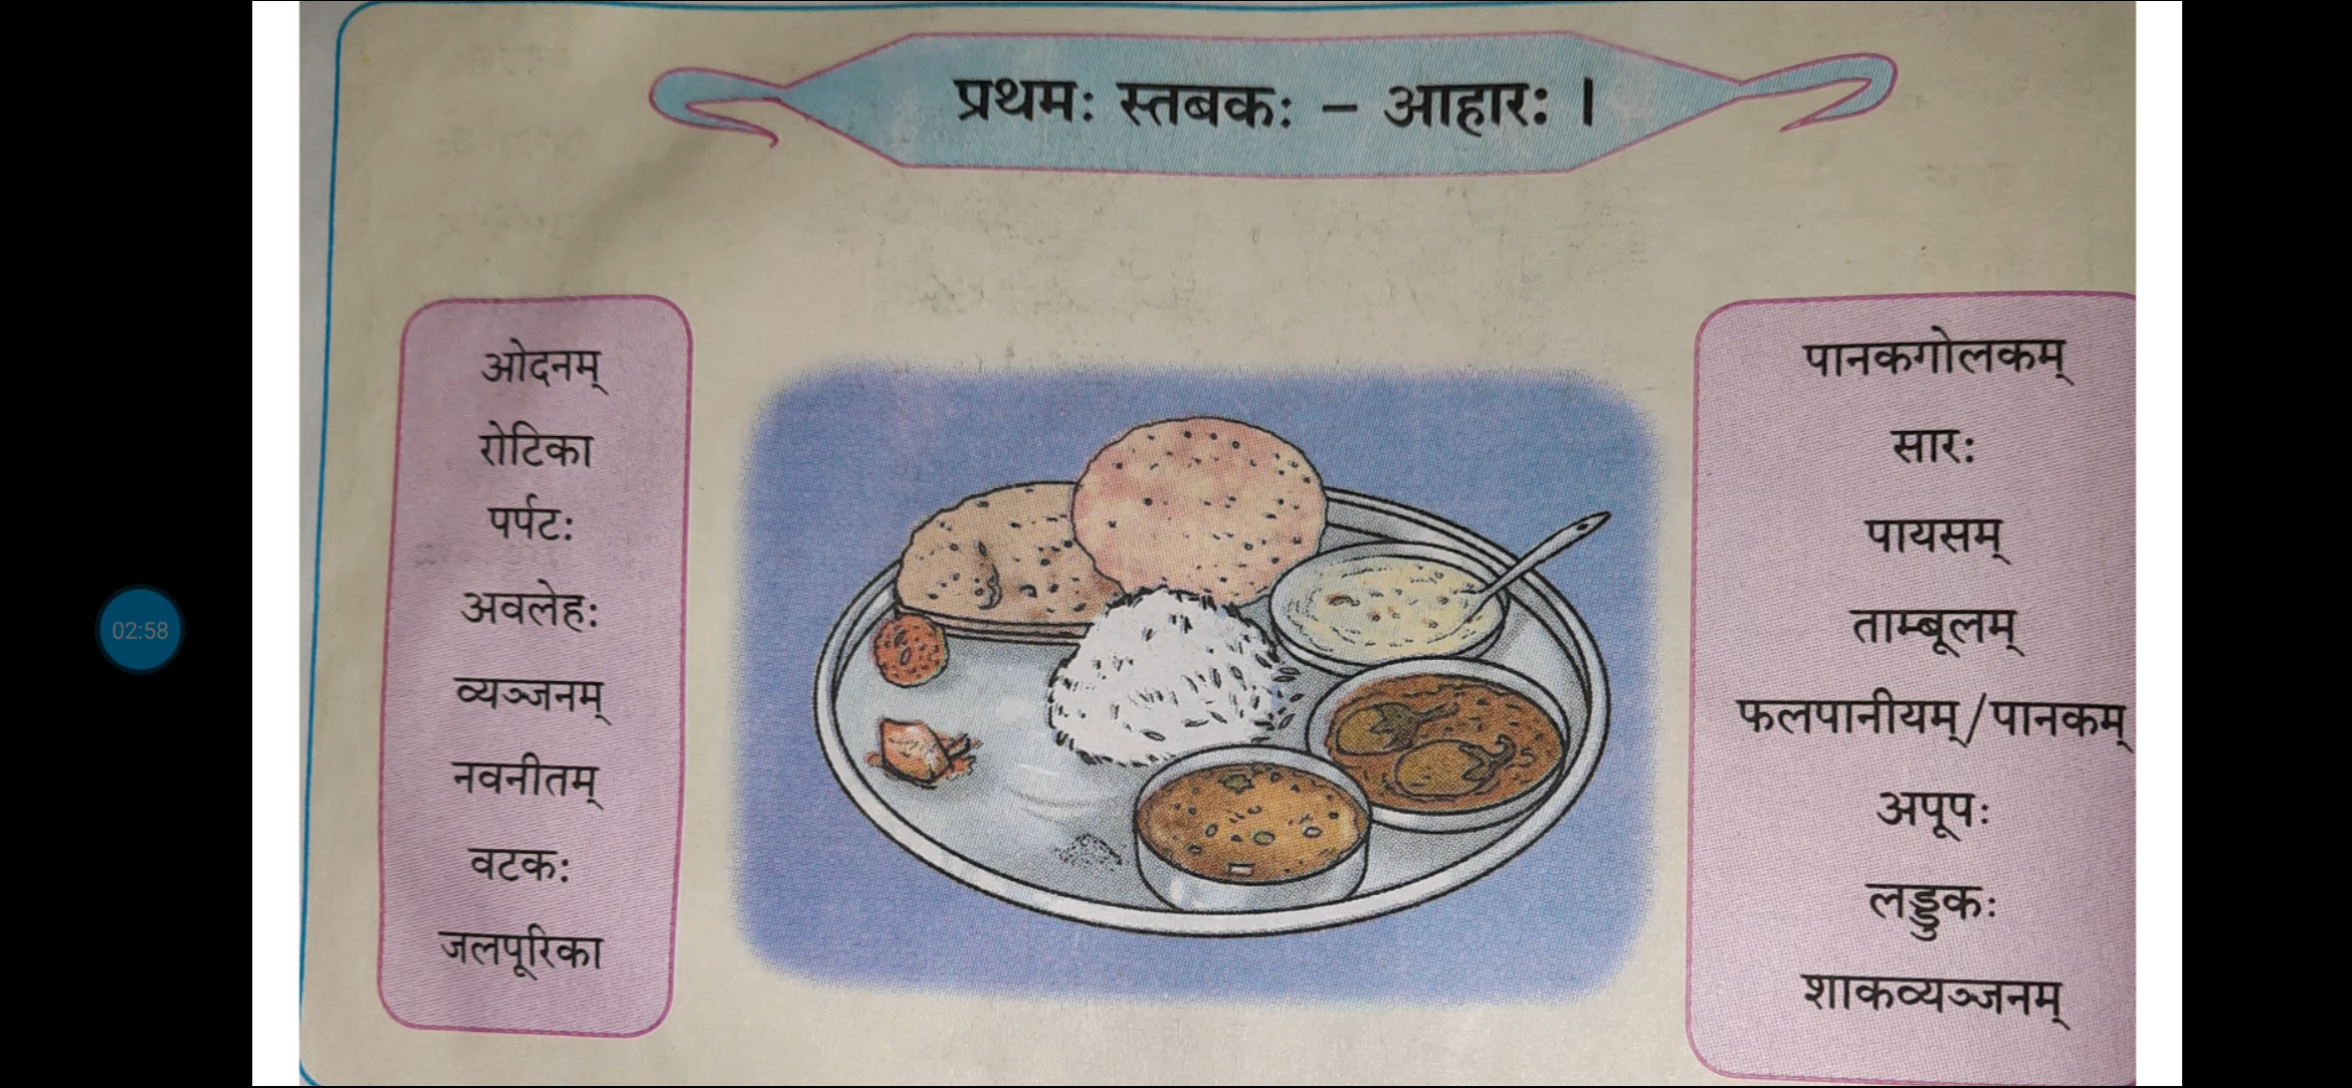 प्रथमः स्तबकः – आहारः ।
ओदनम्
रोटिका
पर्पटः
अवलेहः
व्यञ्जनम्
नवनीतम्
वटकः
जलपूरिका
पानकगोलकम्
सारः
पायसम्
ताम्बूलम्
फलपानीयम्/पानकम्
अपूपः
लड्डुकः
शाकव्यञ्जनम्
02:58